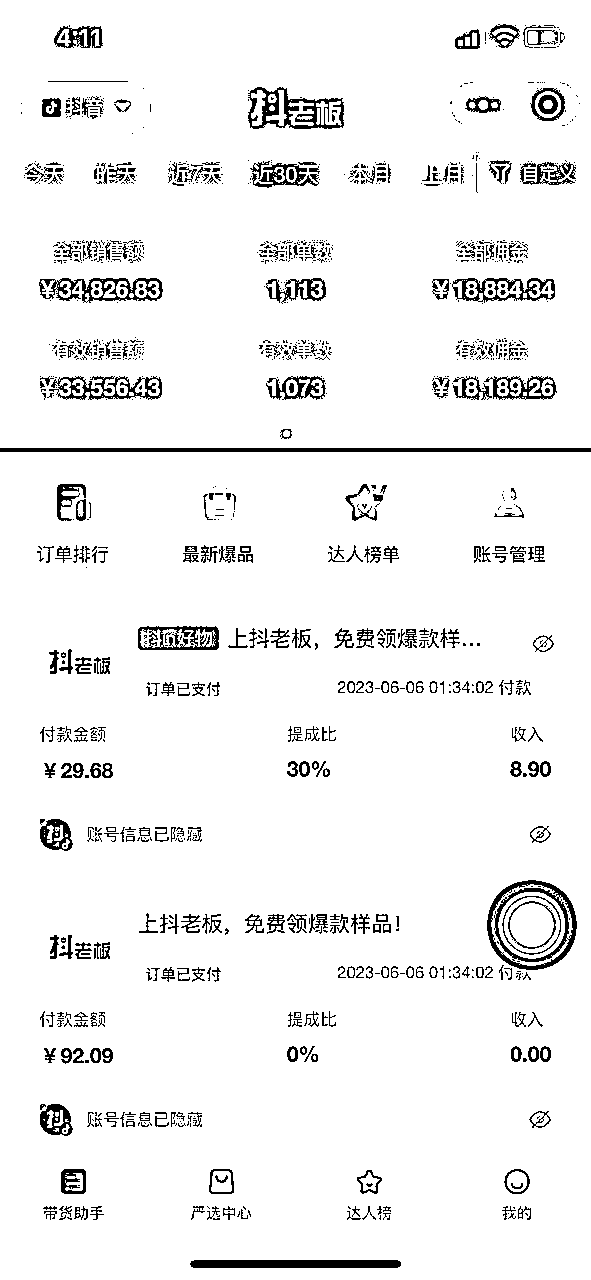 4:11
抖音
抖老板
今天 昨天 近7天 近30天 本月 上月 自定义
全部销售额 全部单数 全部佣金
¥34,826.83 1,113 ¥18,884.34
有效销售额 有效单数 有效佣金
¥33,556.43 1,073 ¥18,189.26
订单排行 最新爆品 达人榜单 账号管理
好物 上抖老板，免费领爆款样...
抖老板
订单已支付 2023-06-06 01:34:02 付款
付款金额 提成比 收入
¥29.68 30% 8.90
账号信息已隐藏
上抖老板，免费领爆款样品！
抖老板
订单已支付 2023-06-06 01:34:02 付款
付款金额 提成比 收入
¥92.09 0% 0.00
账号信息已隐藏
带货助手 严选中心 达人榜 我的